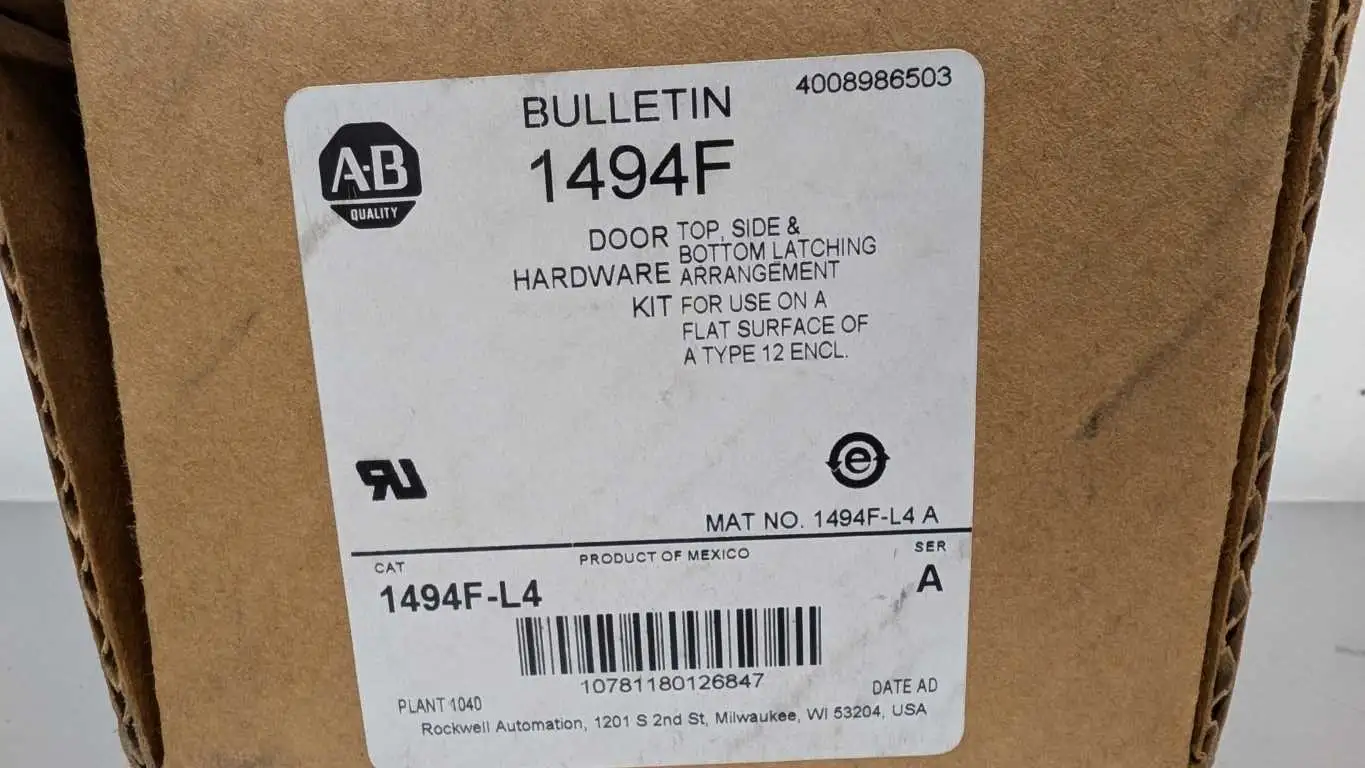 4008986503
BULLETIN
1494F
A-B
QUALITY
DOOR
HARDWARE
KIT
TOP, SIDE &
BOTTOM LATCHING
ARRANGEMENT
FOR USE ON A
FLAT SURFACE OF
A TYPE 12 ENCL.
e
MAT NO. 1494F-L4 A
CAT
PRODUCT OF MEXICO
SER
1494F-L4
A
10781180126847
PLANT 1040
DATE AD
Rockwell Automation, 1201 S 2nd St, Milwaukee, WI 53204, USA